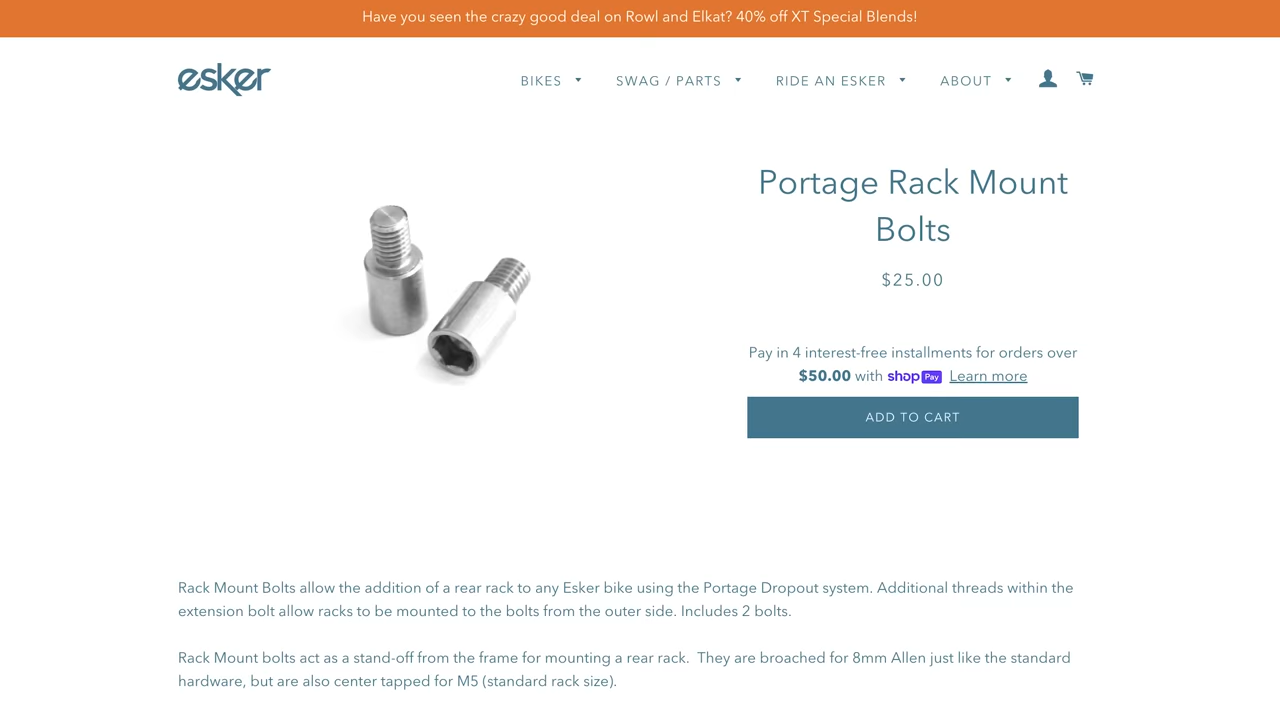 Have you seen the crazy good deal on Rowl and Elkat? 40% off XT Special Blends!
esker
BIKES
SWAG / PARTS
RIDE AN ESKER
ABOUT
Portage Rack Mount
Bolts
$25.00
Pay in 4 interest-free installments for orders over
$50.00 with shop Pay Learn more
ADD TO CART
Rack Mount Bolts allow the addition of a rear rack to any Esker bike using the Portage Dropout system. Additional threads within the
extension bolt allow racks to be mounted to the bolts from the outer side. Includes 2 bolts.
Rack Mount bolts act as a stand-off from the frame for mounting a rear rack.  They are broached for 8mm Allen just like the standard
hardware, but are also center tapped for M5 (standard rack size).